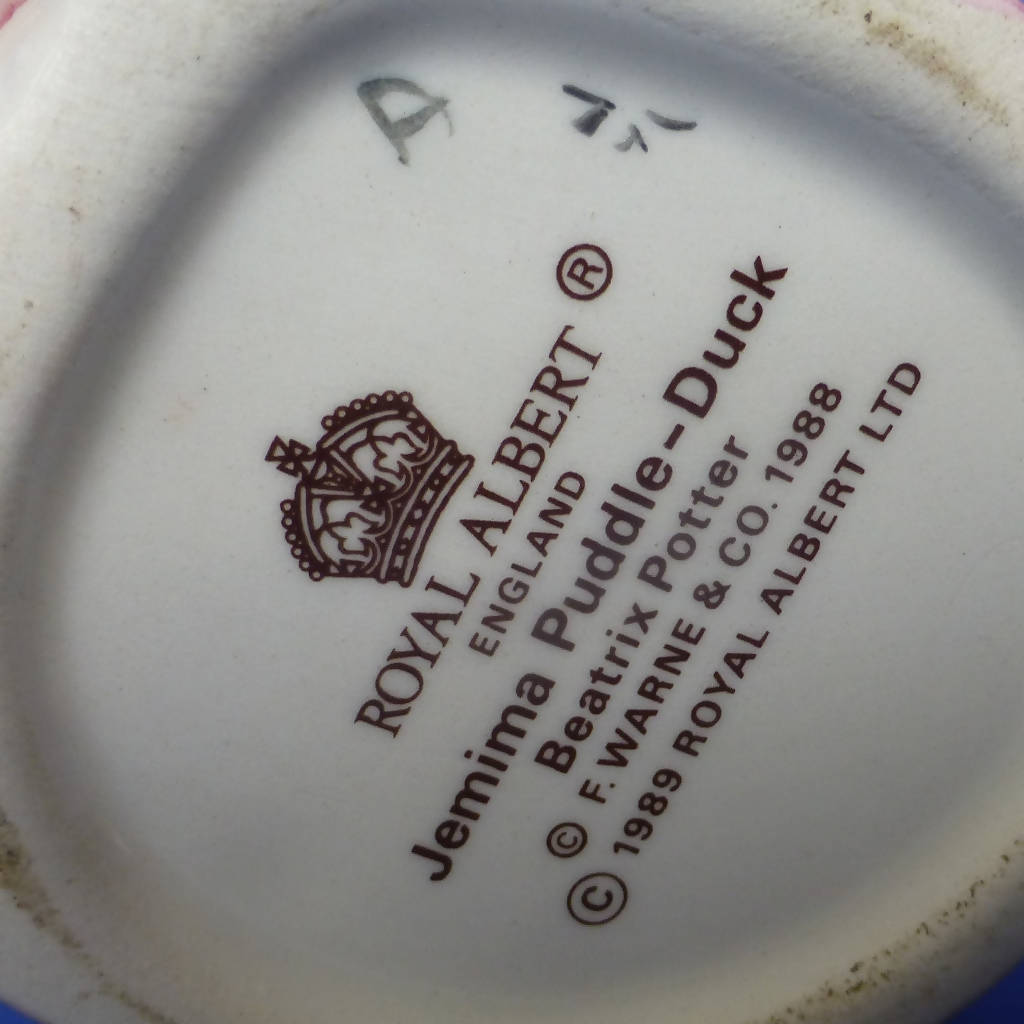 ROYAL ALBERT ®
ENGLAND
Jemima Puddle-Duck
Beatrix Potter
© F. WARNE & CO. 1988
© 1989 ROYAL ALBERT LTD